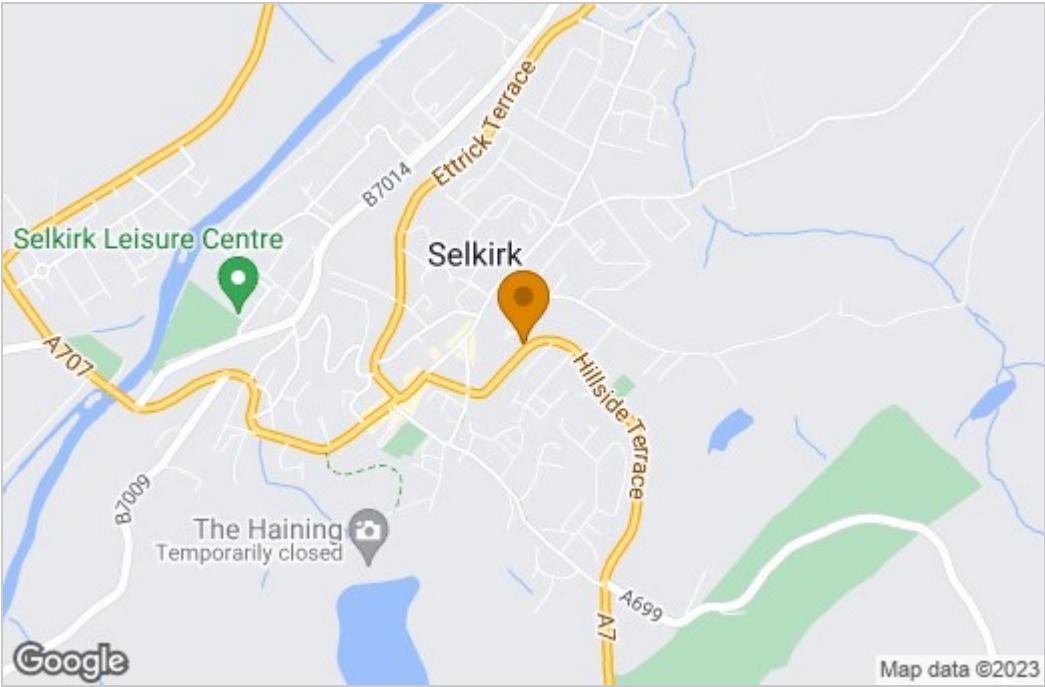 Ettrick Terrace
B7014
Selkirk Leisure Centre
Selkirk
A707
Hillside Terrace
B7009
The Haining
Temporarily closed
A699
A7
Google
Map data ©2023